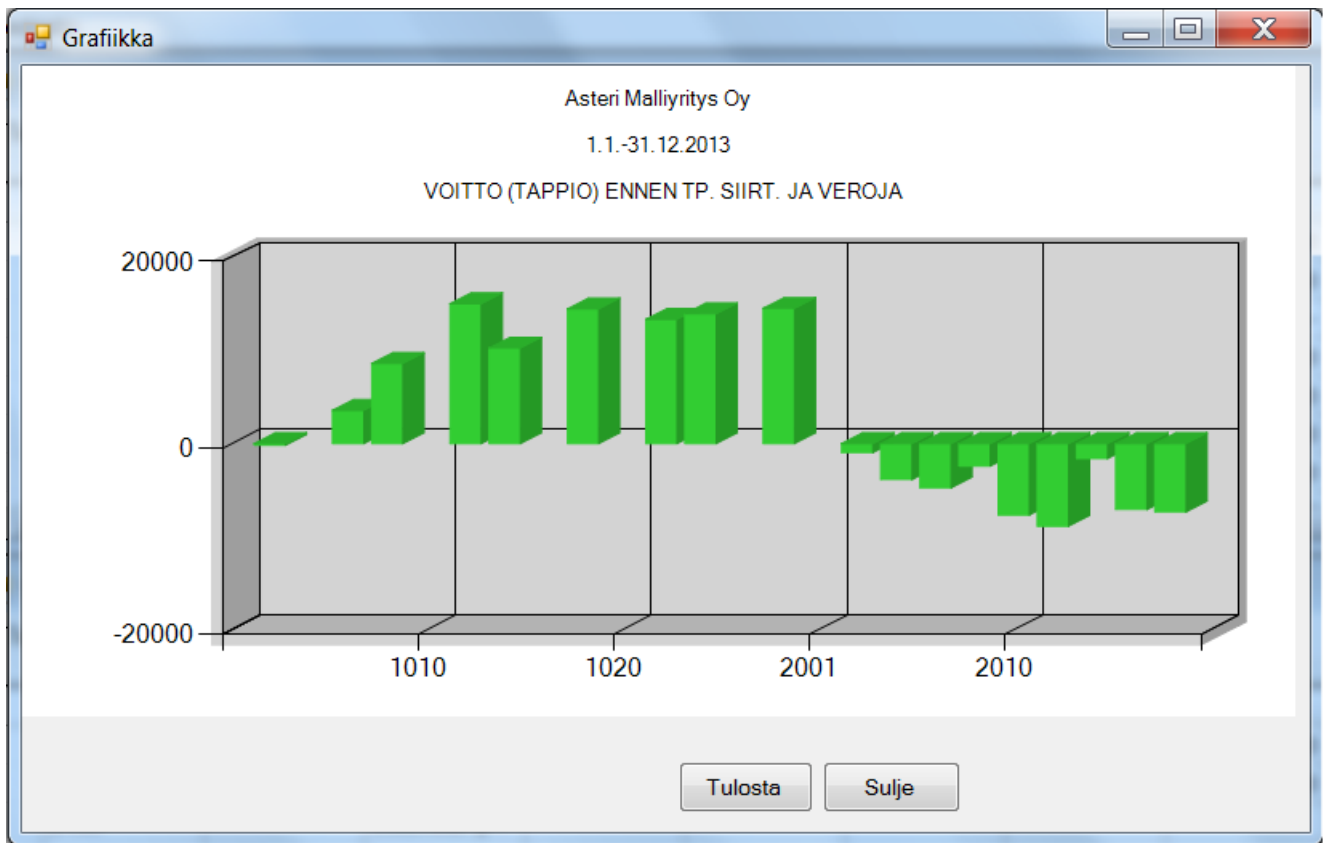 Grafiikka
Asteri Malliyritys Oy
1.1.-31.12.2013
VOITTO (TAPPIO) ENNEN TP. SIIRT. JA VEROJA
20000
0
-20000
1010 1020 2001 2010
Tulosta Sulje